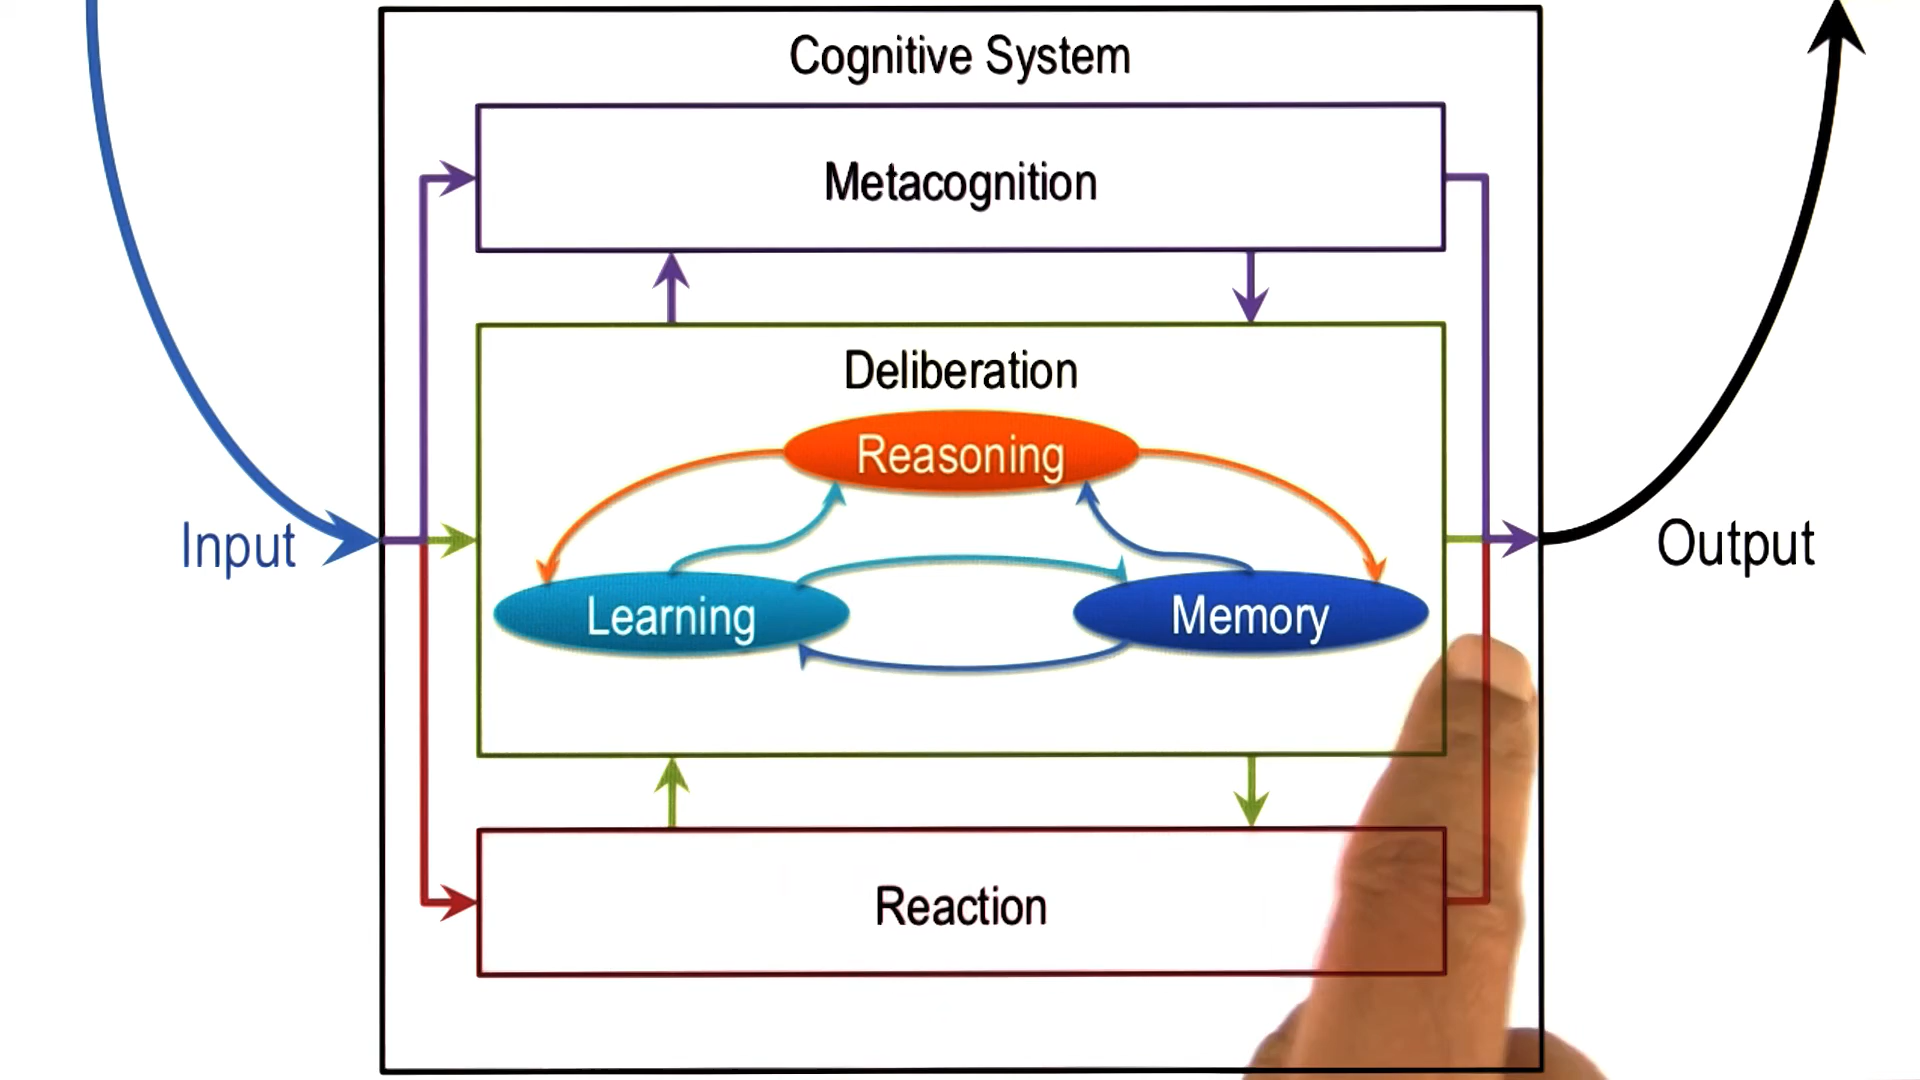 Cognitive System
Metacognition
Deliberation
Reasoning
Input
Output
Learning
Memory
Reaction